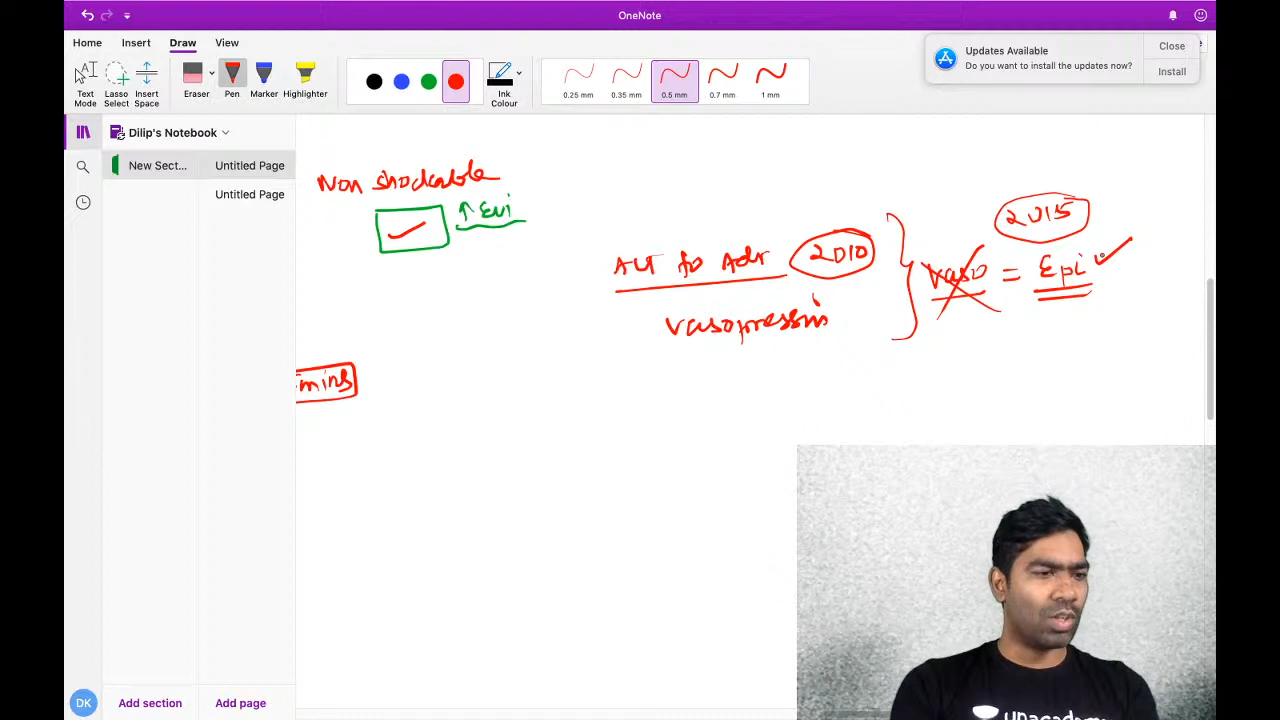 OneNote
Home Insert Draw View
Updates Available
Do you want to install the updates now?
Close
Install
Text Mode
Lasso Select
Insert Space
Eraser
Pen
Marker
Highlighter
Ink Colour
0.25 mm
0.35 mm
0.5 mm
0.7 mm
1 mm
Dilip's Notebook
New Sect...
Untitled Page
Untitled Page
Non shockable
↑ Evi
Alt to Adr 2010
vasopressin
2015
vaso = Epi ✓
mins
DK
Add section
Add page
unacademy